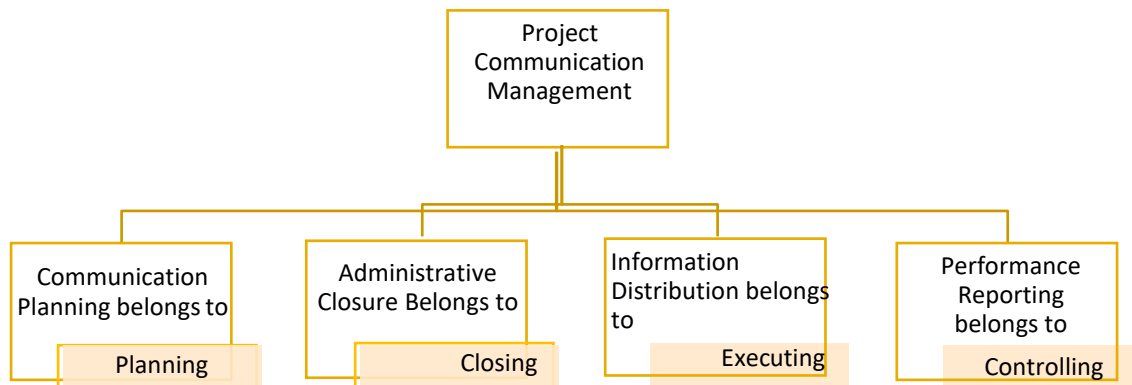 Project
Communication
Management
Communication
Planning belongs to
Planning
Administrative
Closure Belongs to
Closing
Information
Distribution belongs
to
Executing
Performance
Reporting
belongs to
Controlling